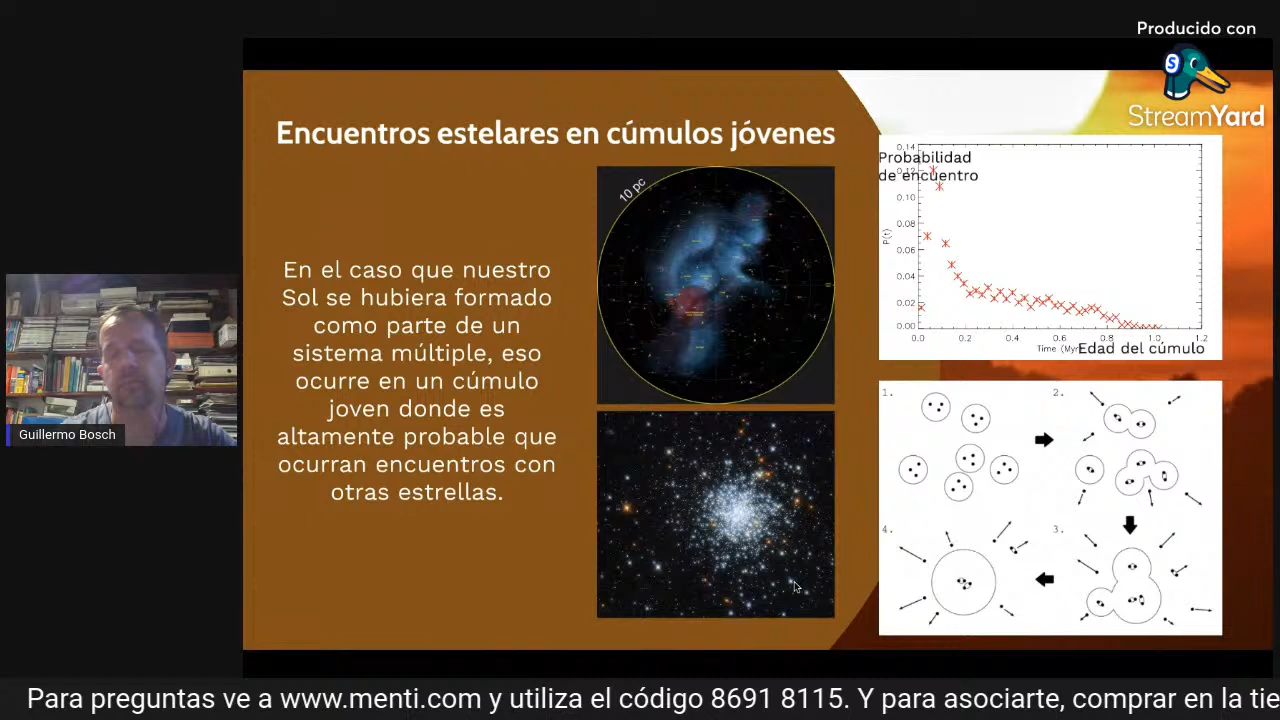 Producido con
StreamYard
Encuentros estelares en cúmulos jóvenes
En el caso que nuestro
Sol se hubiera formado
como parte de un
sistema múltiple, eso
ocurre en un cúmulo
joven donde es
altamente probable que
ocurran encuentros con
otras estrellas.
10 pc
Probabilidad
de encuentro
0.14
0.12
0.10
0.08
0.06
0.04
0.02
0.00
P(t)
0.0 0.2 0.4 0.6 0.8 1.0 1.2
Time (Myr
Edad del cúmulo
1.
2.
4.
3.
Guillermo Bosch
Para preguntas ve a www.menti.com y utiliza el código 8691 8115. Y para asociarte, comprar en la tie